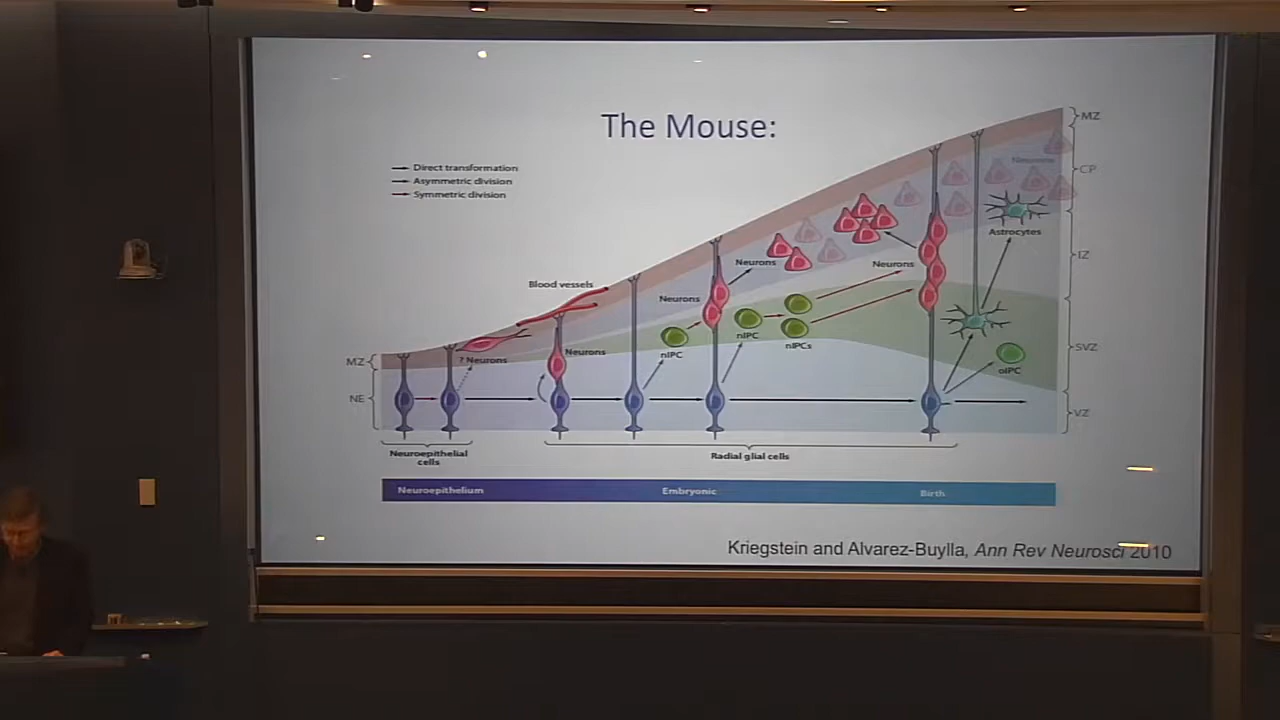 The Mouse:
Direct transformation
Asymmetric division
Symmetric division
MZ
CP
IZ
SVZ
VZ
MZ
NE
Neurons
Astrocytes
Neurons
Neurons
Blood vessels
Neurons
nIPC
nIPCs
? Neurons
Neurons
nIPC
oIPC
Neuroepithelial
cells
Radial glial cells
Neuroepithelium
Embryonic
Birth
Kriegstein and Alvarez-Buylla, Ann Rev Neurosci 2010